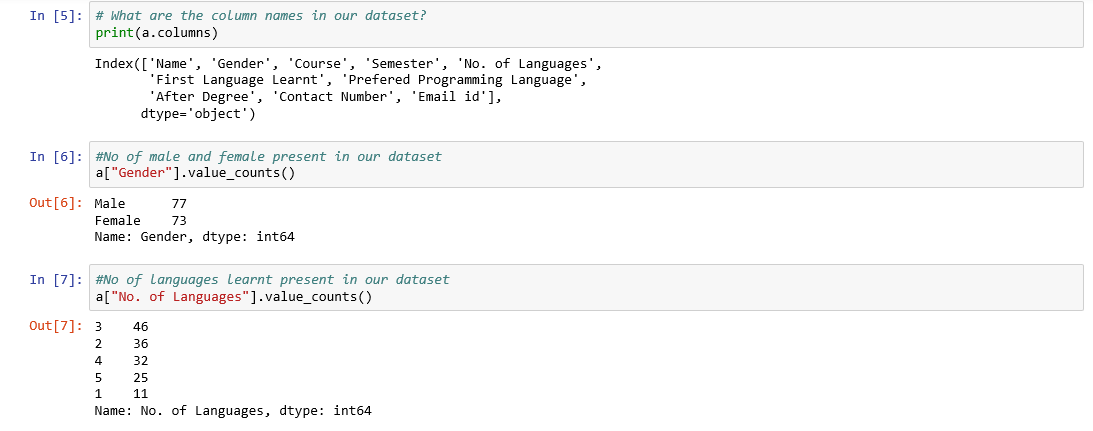 In [5]: # What are the column names in our dataset?
print(a.columns)
Index(['Name', 'Gender', 'Course', 'Semester', 'No. of Languages',
'First Language Learnt', 'Prefered Programming Language',
'After Degree', 'Contact Number', 'Email id'],
dtype='object')
In [6]: #No of male and female present in our dataset
a["Gender"].value_counts()
Out[6]: Male 77
Female 73
Name: Gender, dtype: int64
In [7]: #No of languages learnt present in our dataset
a["No. of Languages"].value_counts()
Out[7]: 3 46
2 36
4 32
5 25
1 11
Name: No. of Languages, dtype: int64